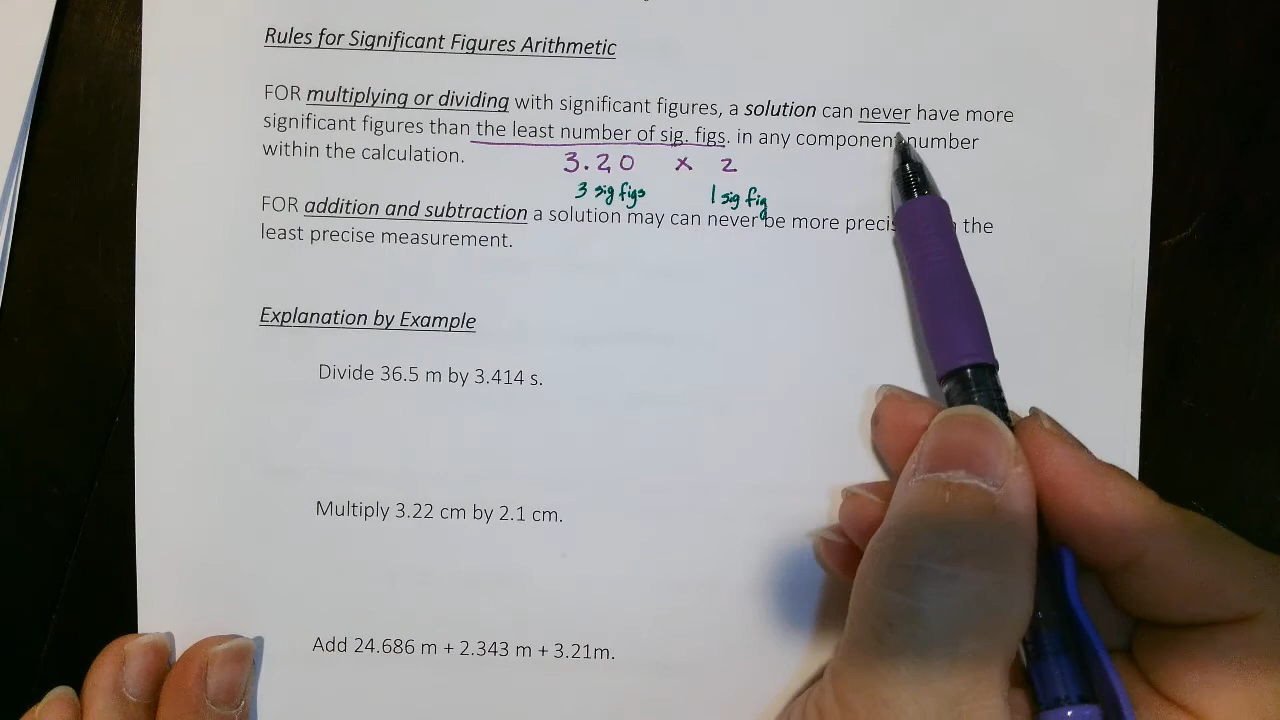 Rules for Significant Figures Arithmetic
FOR multiplying or dividing with significant figures, a solution can never have more
significant figures than the least number of sig. figs. in any component number
within the calculation.
3.20 x 2
3 sig figs 1 sig fig
FOR addition and subtraction a solution may can never be more the
least precise measurement.
Explanation by Example
Divide 36.5 m by 3.414 s.
Multiply 3.22 cm by 2.1 cm.
Add 24.686 m + 2.343 m + 3.21m.